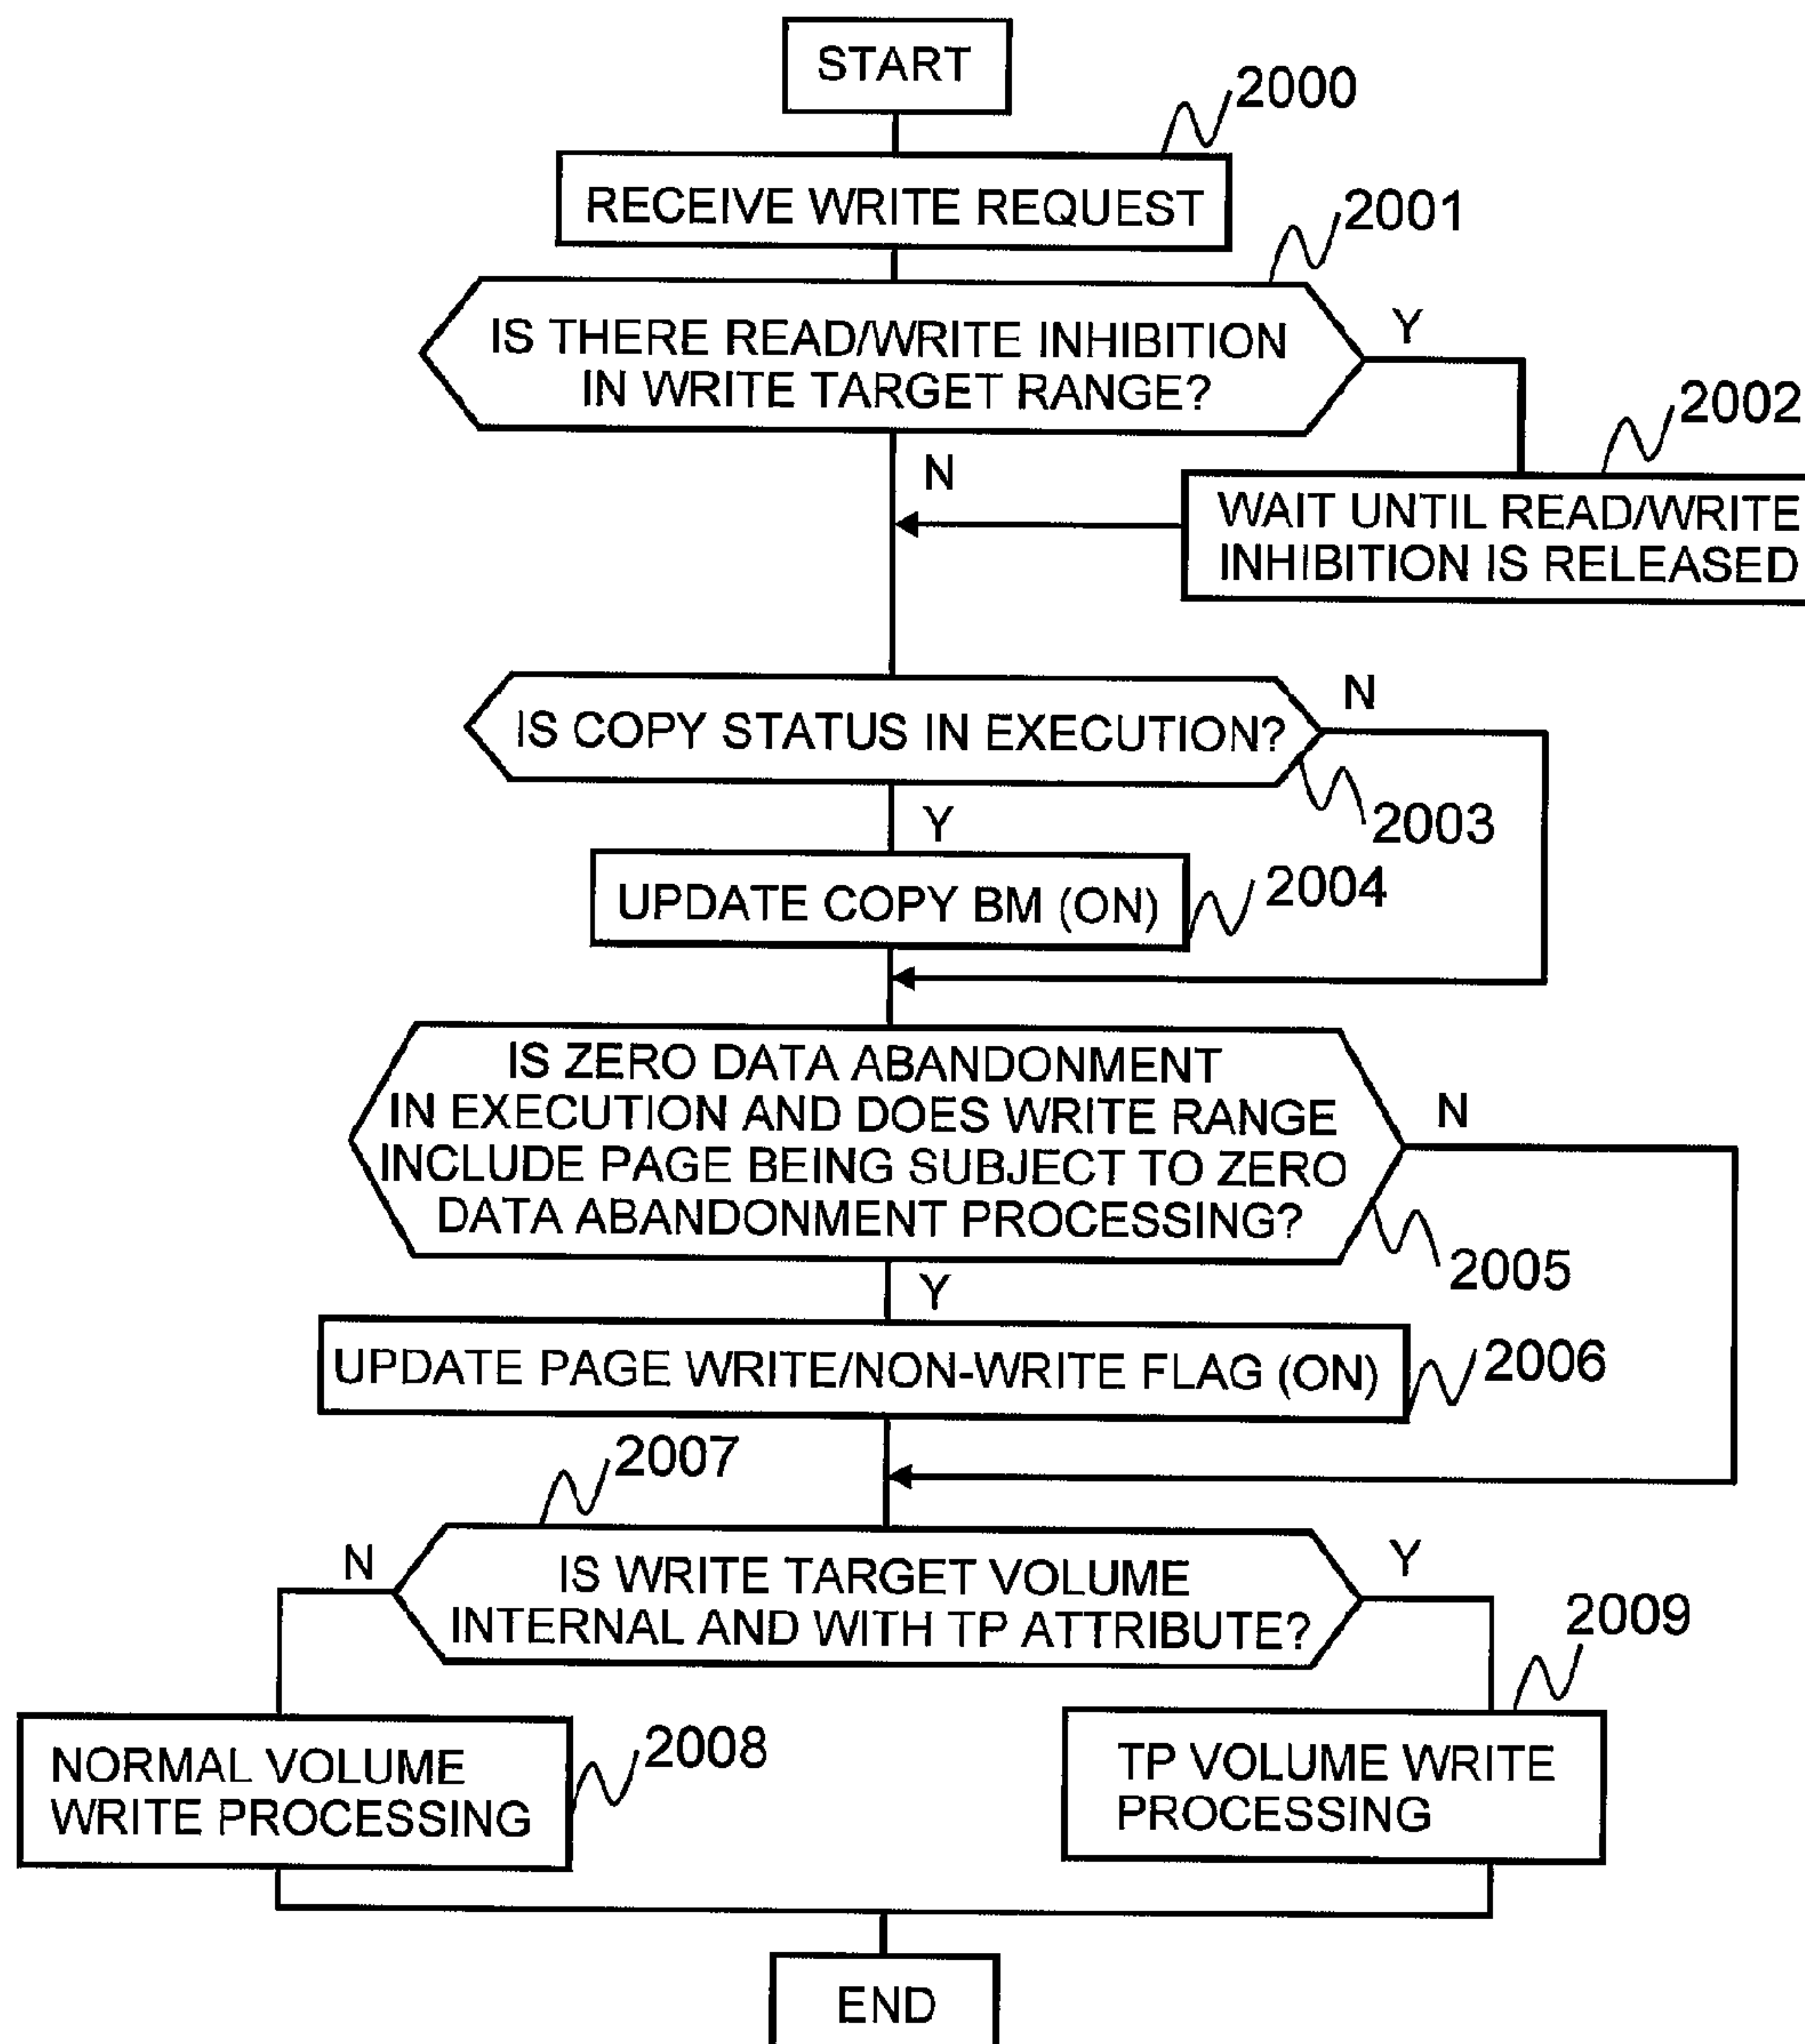 START
2000
RECEIVE WRITE REQUEST
2001
IS THERE READ/WRITE INHIBITION
IN WRITE TARGET RANGE?
Y
2002
N
WAIT UNTIL READ/WRITE
INHIBITION IS RELEASED
N
IS COPY STATUS IN EXECUTION?
2003
Y
2004
UPDATE COPY BM (ON)
IS ZERO DATA ABANDONMENT
IN EXECUTION AND DOES WRITE RANGE
INCLUDE PAGE BEING SUBJECT TO ZERO
DATA ABANDONMENT PROCESSING?
N
2005
Y
UPDATE PAGE WRITE/NON-WRITE FLAG (ON)
2006
2007
N
IS WRITE TARGET VOLUME
INTERNAL AND WITH TP ATTRIBUTE?
Y
2009
NORMAL VOLUME
WRITE PROCESSING
2008
TP VOLUME WRITE
PROCESSING
END